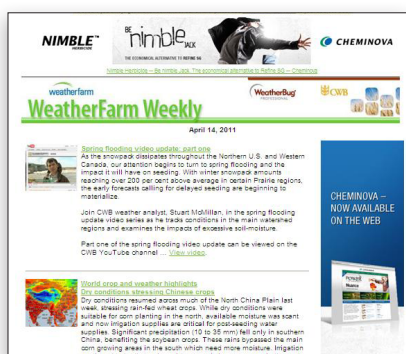 NIMBLE™
BE nimble, JACK
THE ECONOMICAL ALTERNATIVE TO REFINE SG
CHEMINOVA
Nimble Herbicide — Be Nimble, Jack. The economical alternative to Refine SG — Cheminova
weatherfarm
WeatherBug®
PROFESSIONAL
CWB
WeatherFarm Weekly
April 14, 2011
Spring flooding video update: part one
As the snowpack dissipates throughout the Northern U.S. and Western
Canada, our attention begins to turn to spring flooding and the
impact it will have on seeding. With winter snowpack amounts
reaching over 200 per cent above average in certain Prairie regions,
the early forecasts calling for delayed seeding are beginning to
materialize.
Join CWB weather analyst, Stuart McMillan, in the spring flooding
update video series as he tracks conditions in the main watershed
regions and examines the impacts of excessive soil-moisture.
Part one of the spring flooding video update can be viewed on the
CWB YouTube channel ... View video.
CHEMINOVA –
NOW AVAILABLE
ON THE WEB
World crop and weather highlights
Dry conditions stressing Chinese crops
Dry conditions resumed across much of the North China Plain last
week, stressing rain-fed wheat crops. While dry conditions were
suitable for corn planting in the north, available moisture was scant
and now irrigation supplies are critical for post-seeding water
supplies. Significant precipitation (10 to 35 mm) fell only in southern
China, benefiting the soybean crops. These rains bypassed the main
corn growing areas in the south which need more moisture. Irrigation